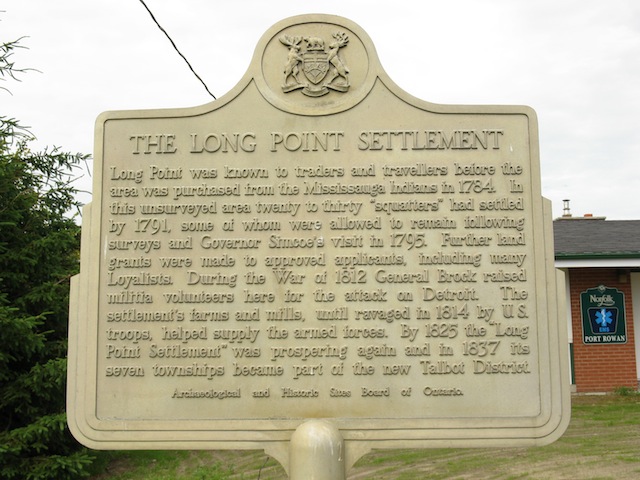 THE LONG POINT SETTLEMENT
Long Point was known to traders and travellers before the
area was purchased from the Mississauga Indians in 1784. In
this unsurveyed area twenty to thirty "squatters" had settled
by 1791, some of whom were allowed to remain following
surveys and Governor Simcoe's visit in 1795. Further land
grants were made to approved applicants, including many
Loyalists. During the War of 1812 General Brock raised
militia volunteers here for the attack on Detroit. The
settlement's farms and mills, until ravaged in 1814 by U.S.
troops, helped supply the armed forces. By 1825 the "Long
Point Settlement" was prospering again and in 1837 its
seven townships became part of the new Talbot District.
Archaeological and Historic Sites Board of Ontario.
Norfolk
EMS
PORT ROWAN